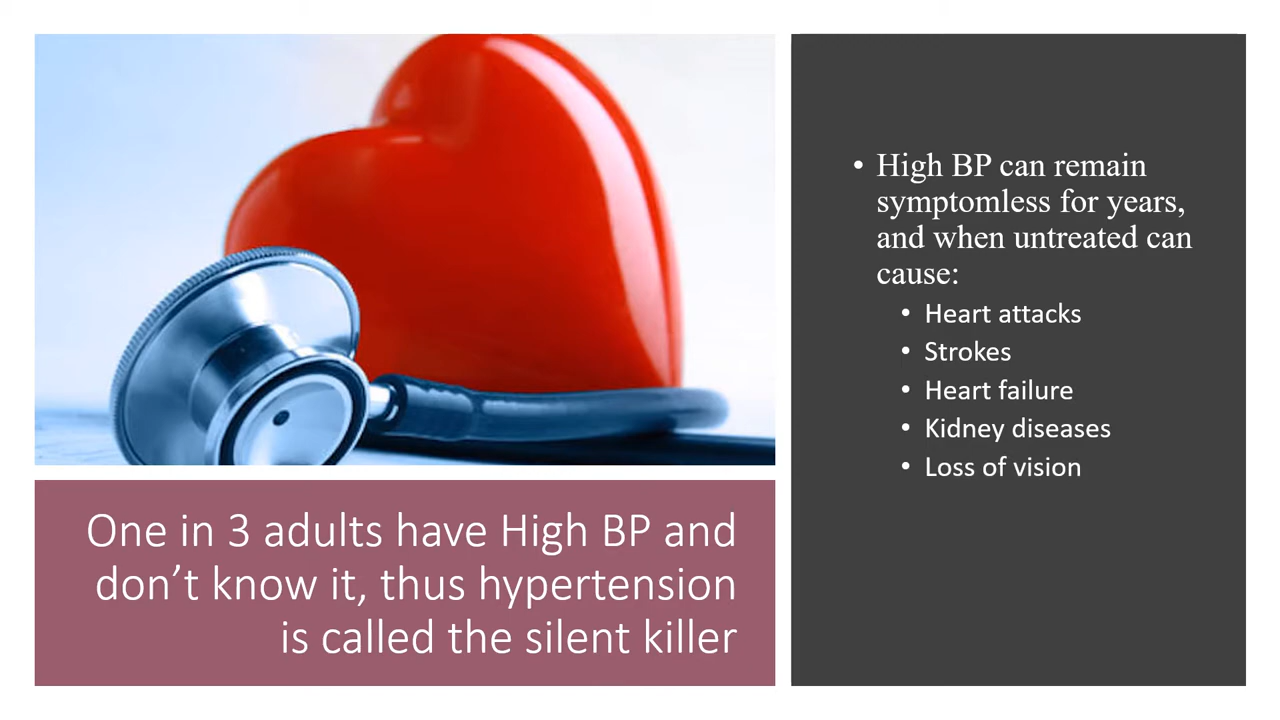 One in 3 adults have High BP and
don’t know it, thus hypertension
is called the silent killer
• High BP can remain
symptomless for years,
and when untreated can
cause:
• Heart attacks
• Strokes
• Heart failure
• Kidney diseases
• Loss of vision